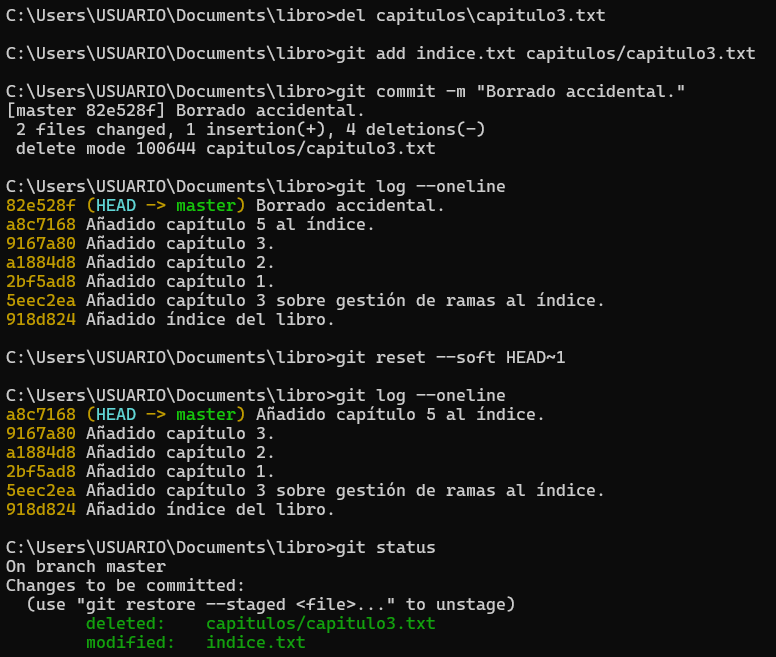 C:\Users\USUARIO\Documents\libro>del capitulos\capitulo3.txt
C:\Users\USUARIO\Documents\libro>git add indice.txt capitulos/capitulo3.txt
C:\Users\USUARIO\Documents\libro>git commit -m "Borrado accidental."
[master 82e528f] Borrado accidental.
 2 files changed, 1 insertion(+), 4 deletions(-)
 delete mode 100644 capitulos/capitulo3.txt
C:\Users\USUARIO\Documents\libro>git log --oneline
82e528f (HEAD -> master) Borrado accidental.
a8c7168 Añadido capítulo 5 al índice.
9167a80 Añadido capítulo 3.
a1884d8 Añadido capítulo 2.
2bf5ad8 Añadido capítulo 1.
5eec2ea Añadido capítulo 3 sobre gestión de ramas al índice.
918d824 Añadido índice del libro.
C:\Users\USUARIO\Documents\libro>git reset --soft HEAD~1
C:\Users\USUARIO\Documents\libro>git log --oneline
a8c7168 (HEAD -> master) Añadido capítulo 5 al índice.
9167a80 Añadido capítulo 3.
a1884d8 Añadido capítulo 2.
2bf5ad8 Añadido capítulo 1.
5eec2ea Añadido capítulo 3 sobre gestión de ramas al índice.
918d824 Añadido índice del libro.
C:\Users\USUARIO\Documents\libro>git status
On branch master
Changes to be committed:
  (use "git restore --staged <file>..." to unstage)
        deleted:    capitulos/capitulo3.txt
        modified:   indice.txt